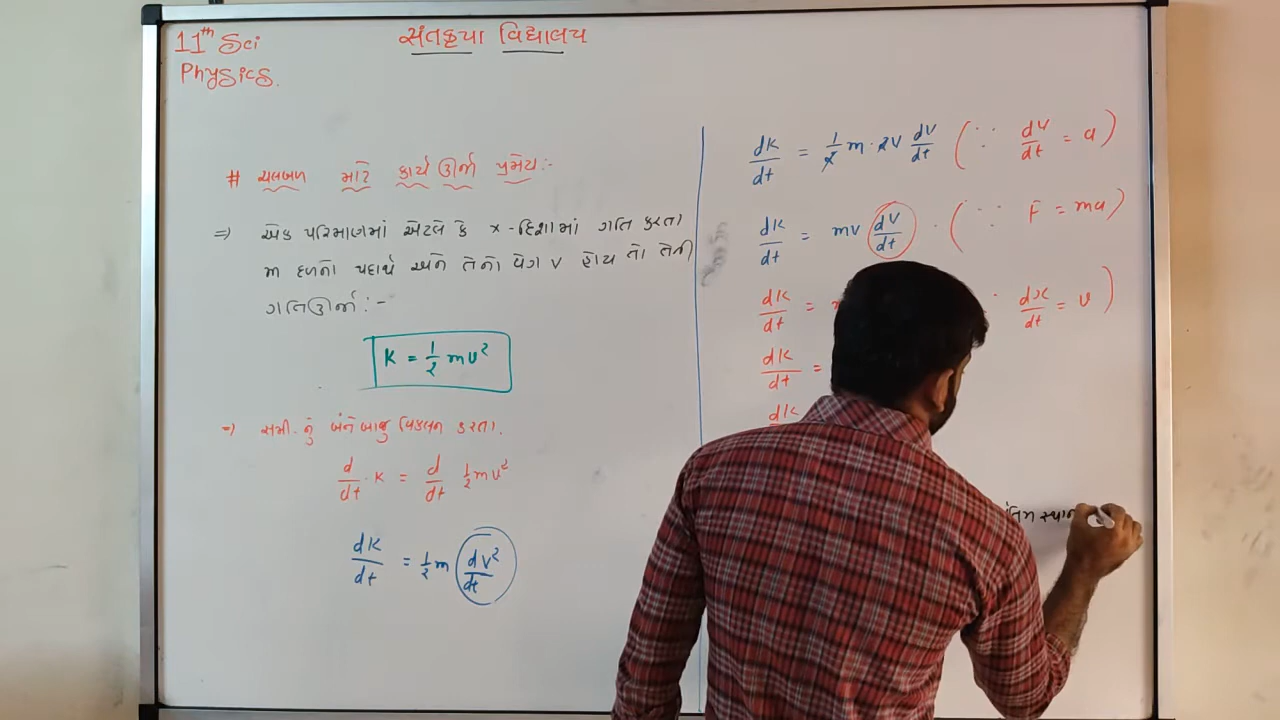 11th Sci
સંતકૃપા વિદ્યાલય
Physics.
# ચલબળ માટે કાર્ય ઊર્જા પ્રમેય:-
⇒ એક પરિમાણમાં એટલે કે x-દિશામાં ગતિ કરતા
m દળનો પદાર્થ અને તેનો વેગ v હોય તો તેની
ગતિઊર્જા:-
K = 1/2 mv²
⇒ સમી. નું બંને બાજુ વિકલન કરતા.
d/dt · K = d/dt 1/2 mv²
dK/dt = 1/2 m dv²/dt
dK/dt = 1/2 m · 2v dv/dt (∵ dv/dt = a)
dK/dt = mv dv/dt · (∵ F = ma)
dK/dt = dx/dt = v)
dK/dt =
dK
સ્થાન